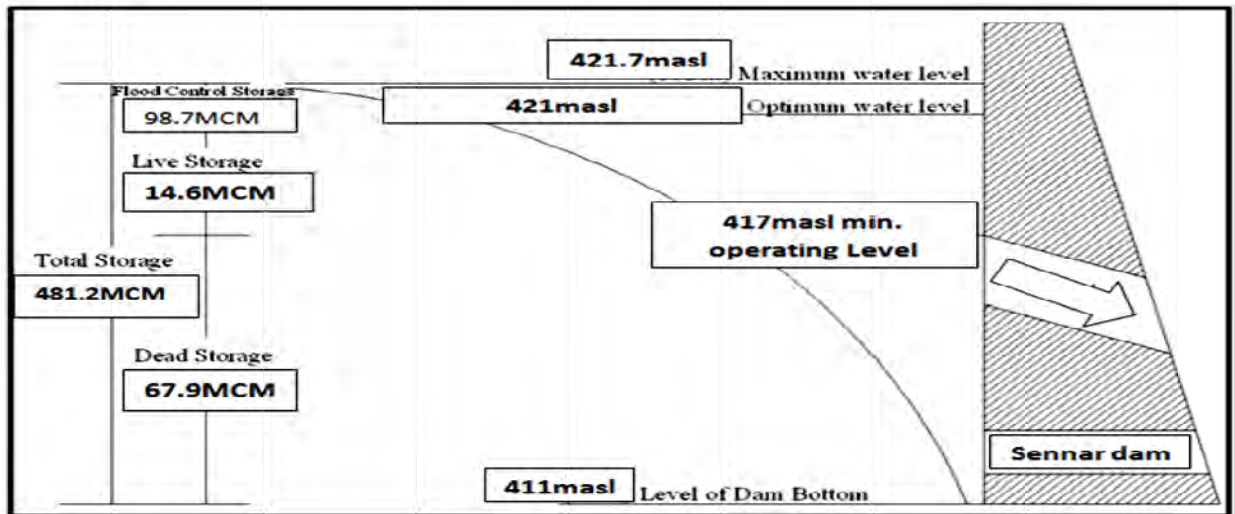 421.7masl
Maximum water level
Flood Control Storage
98.7MCM
421masl
Optimum water level
Live Storage
14.6MCM
417masl min.
operating Level
Total Storage
481.2MCM
Dead Storage
67.9MCM
Sennar dam
411masl
Level of Dam Bottom